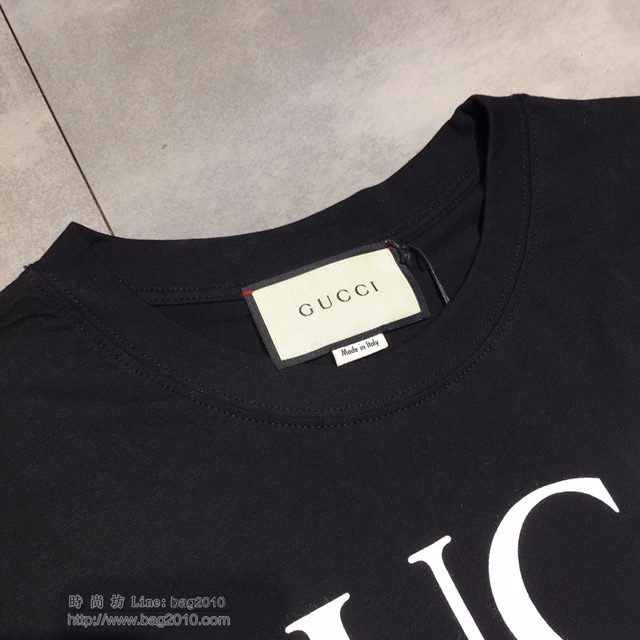 GUCCI
Made in Italy
UC
時尚坊 Line: bag2010
http://www.bag2010.com